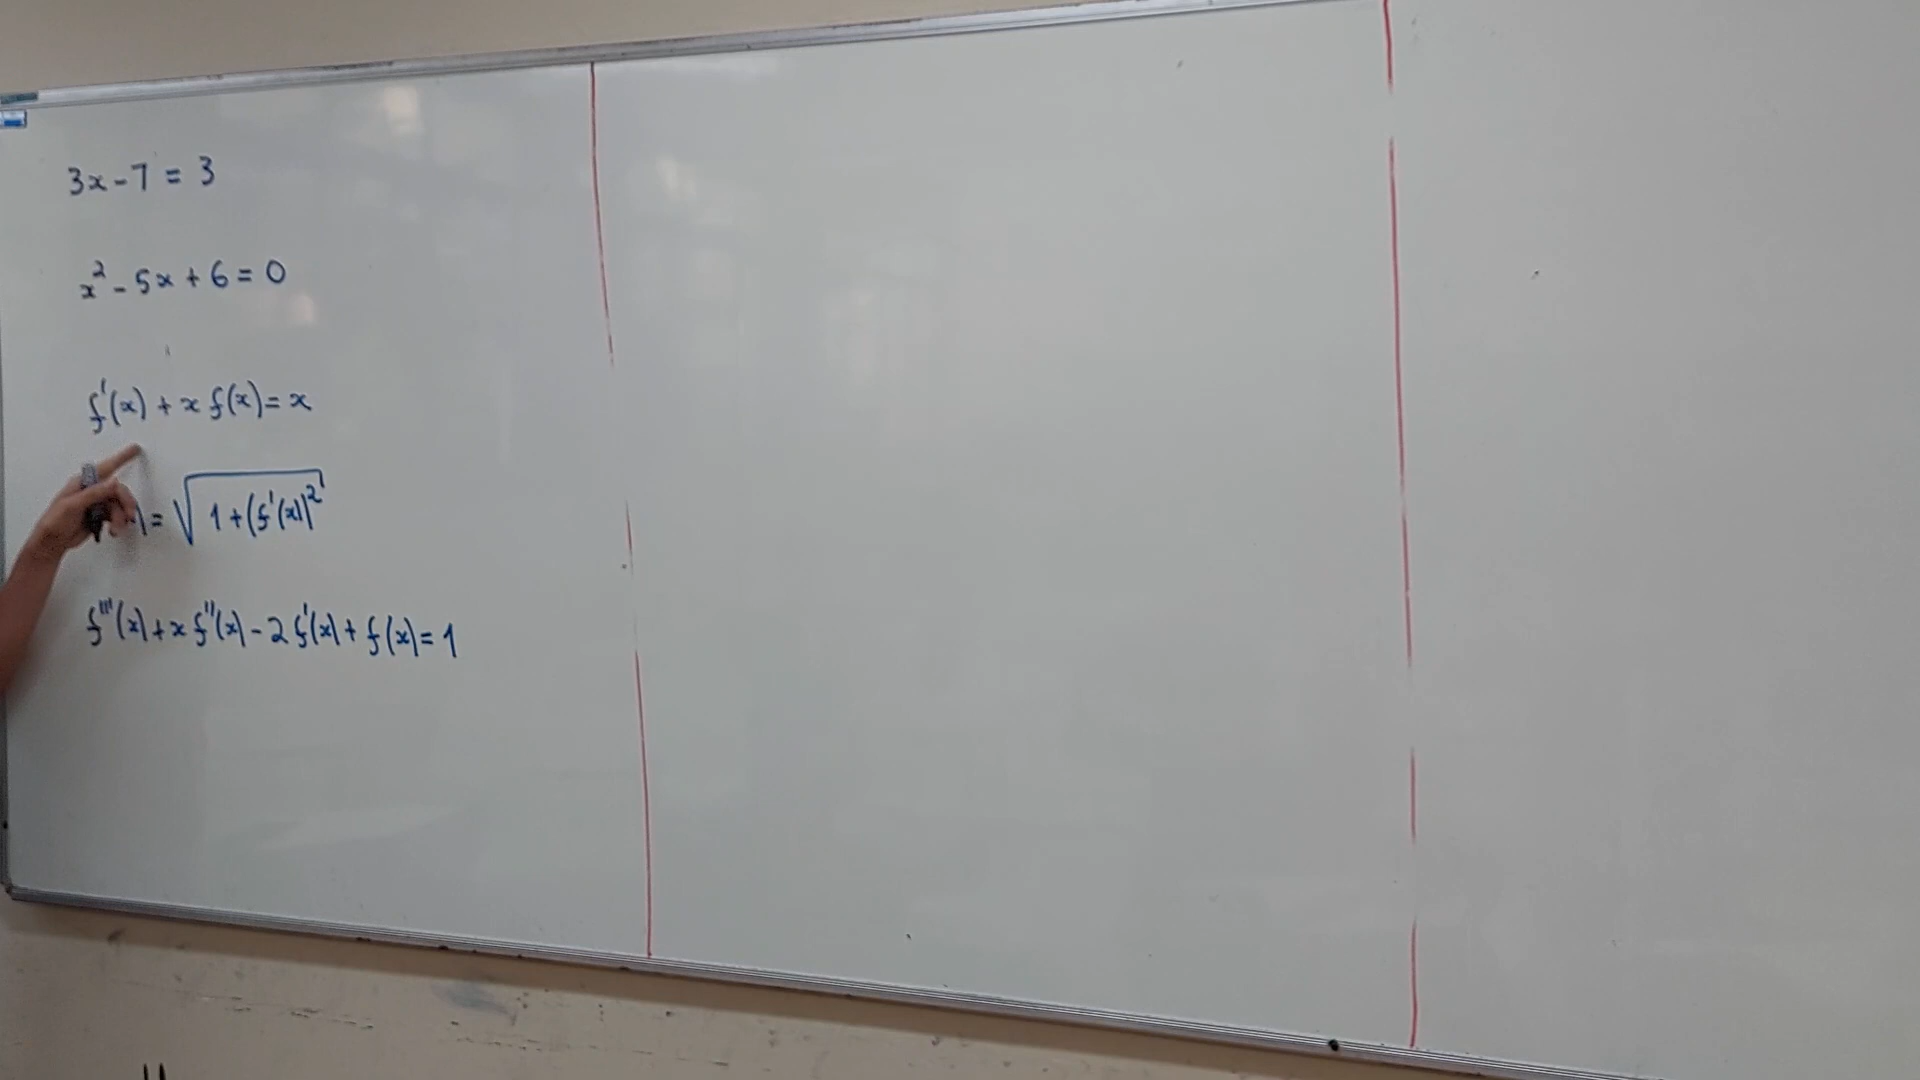 3x - 7 = 3
x² - 5x + 6 = 0
f'(x) + x f(x) = x
) = √(1 + (f'(x))²)
f'''(x) + x f''(x) - 2 f'(x) + f(x) = 1